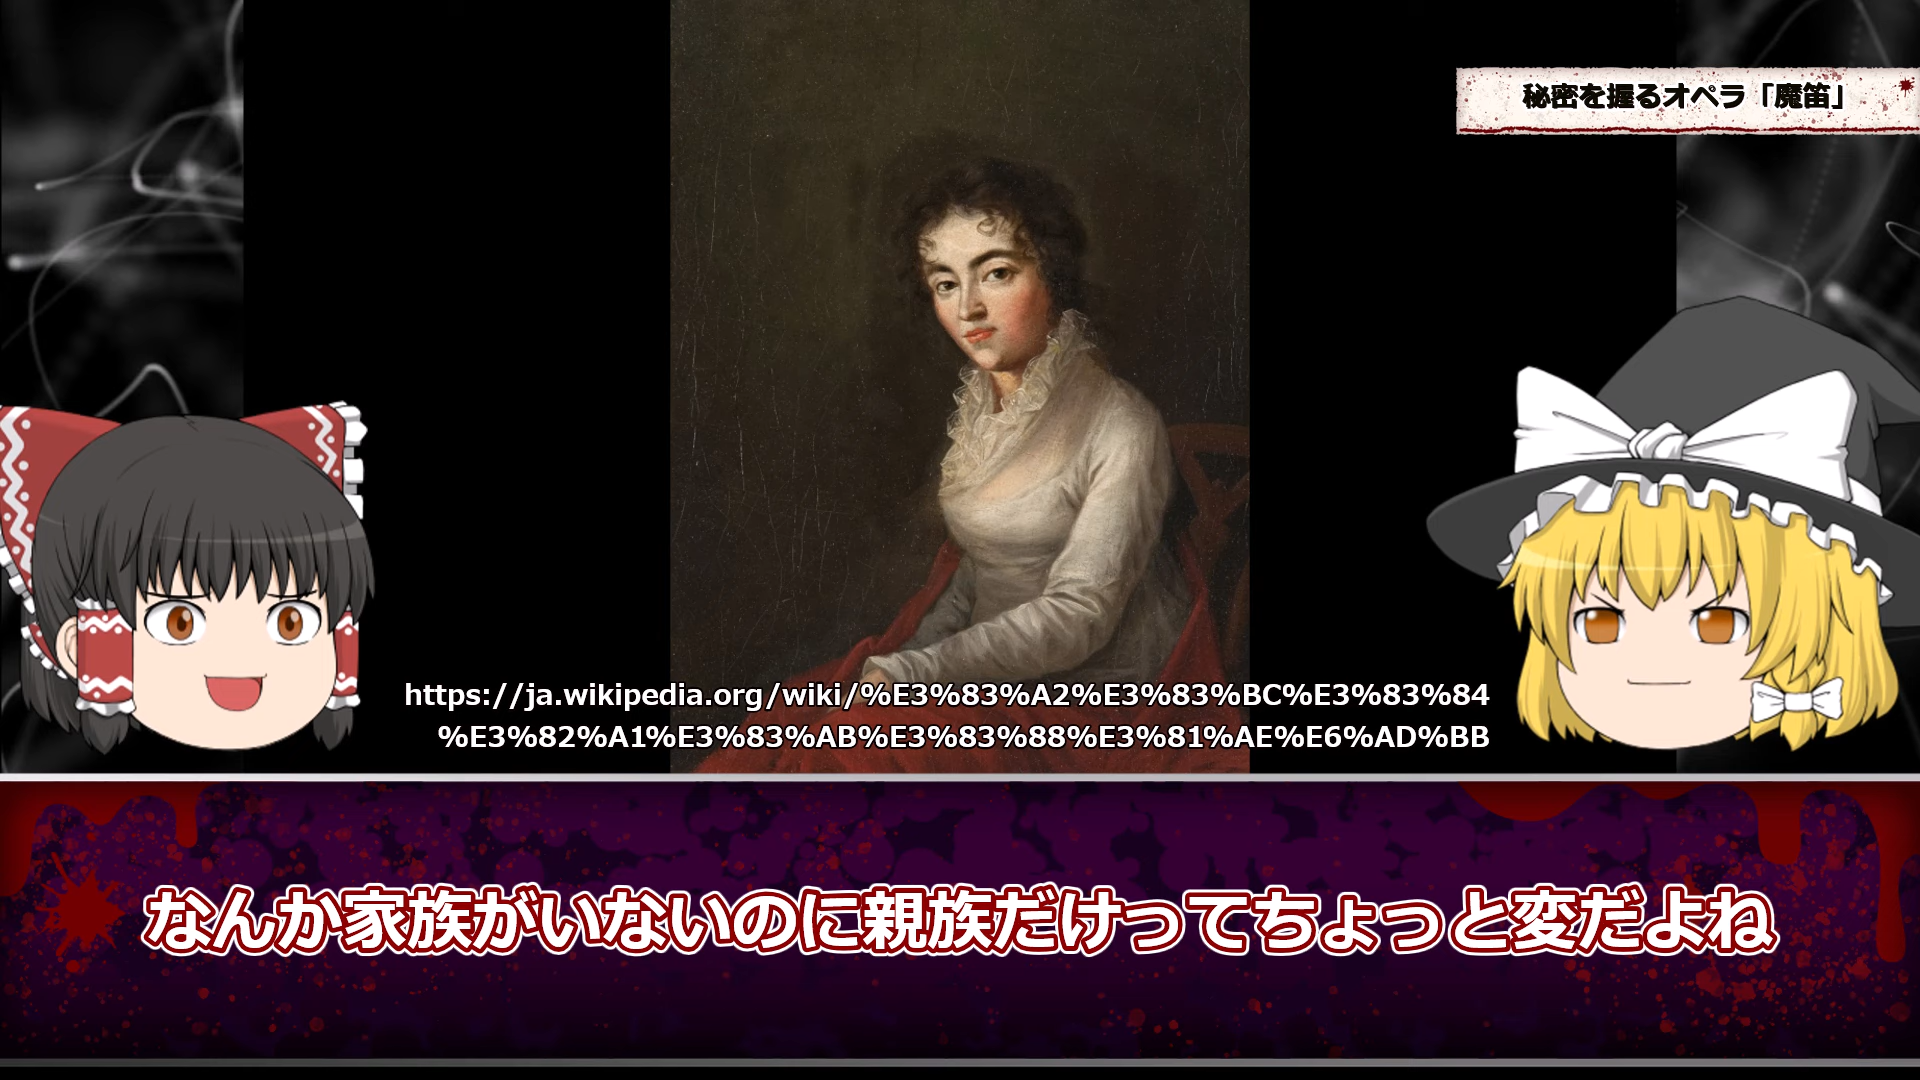 秘密を握るオペラ「魔笛」
https://ja.wikipedia.org/wiki/%E3%83%A2%E3%83%BC%E3%83%84
%E3%82%A1%E3%83%AB%E3%83%88%E3%81%AE%E6%AD%BB
なんか家族がいないのに親族だけってちょっと変だよね